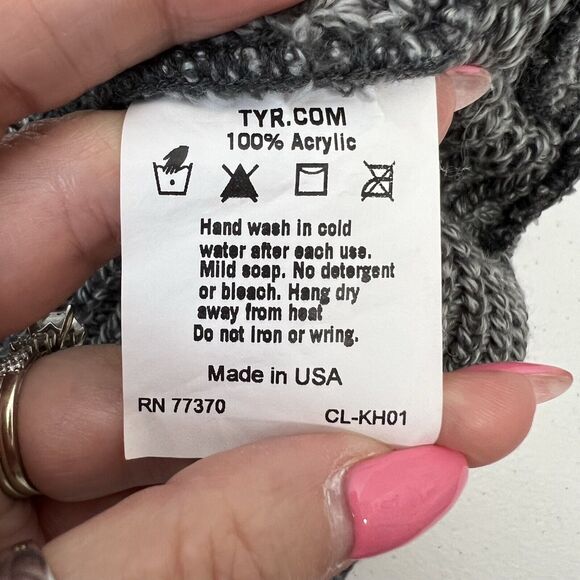 TYR.COM
100% Acrylic
Hand wash in cold
water after each use.
Mild soap. No detergent
or bleach. Hang dry
away from heat
Do not Iron or wring.
Made in USA
RN 77370 CL-KH01